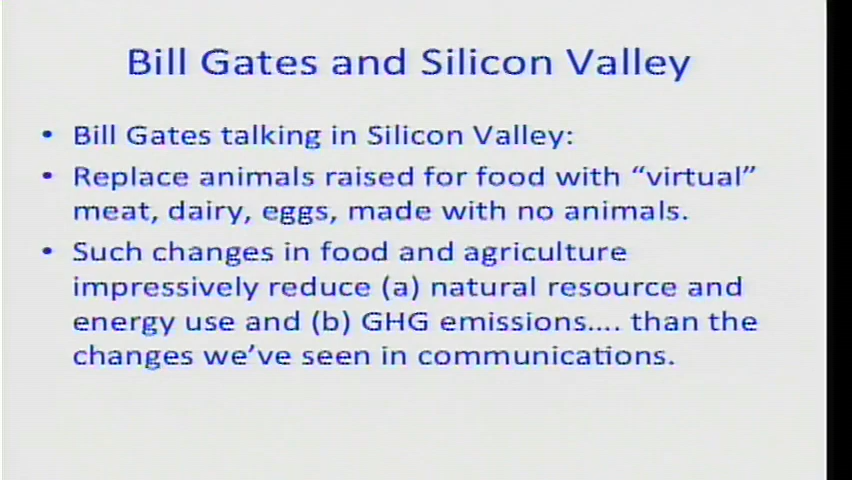 Bill Gates and Silicon Valley
• Bill Gates talking in Silicon Valley:
• Replace animals raised for food with “virtual”
meat, dairy, eggs, made with no animals.
• Such changes in food and agriculture
impressively reduce (a) natural resource and
energy use and (b) GHG emissions.... than the
changes we’ve seen in communications.